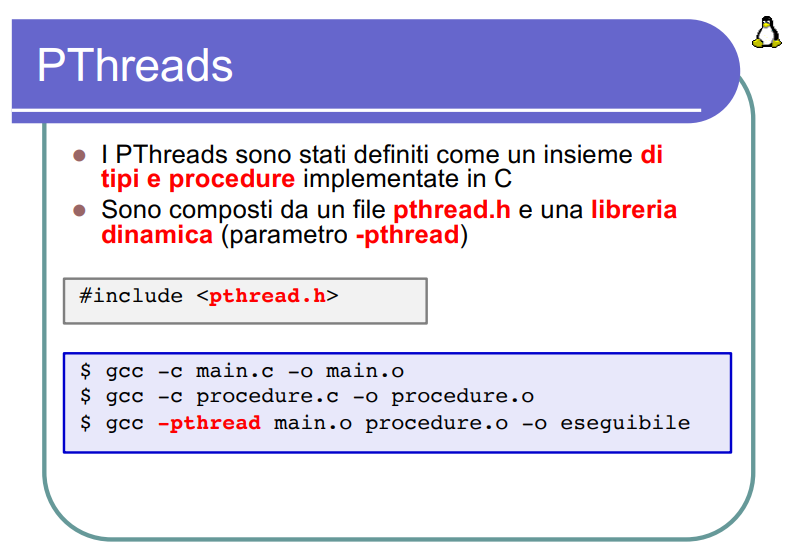 PThreads
I PThreads sono stati definiti come un insieme di
tipi e procedure implementate in C
Sono composti da un file pthread.h e una libreria
dinamica (parametro -pthread)
#include <pthread.h>
$ gcc -c main.c -o main.o
$ gcc -c procedure.c -o procedure.o
$ gcc -pthread main.o procedure.o -o eseguibile